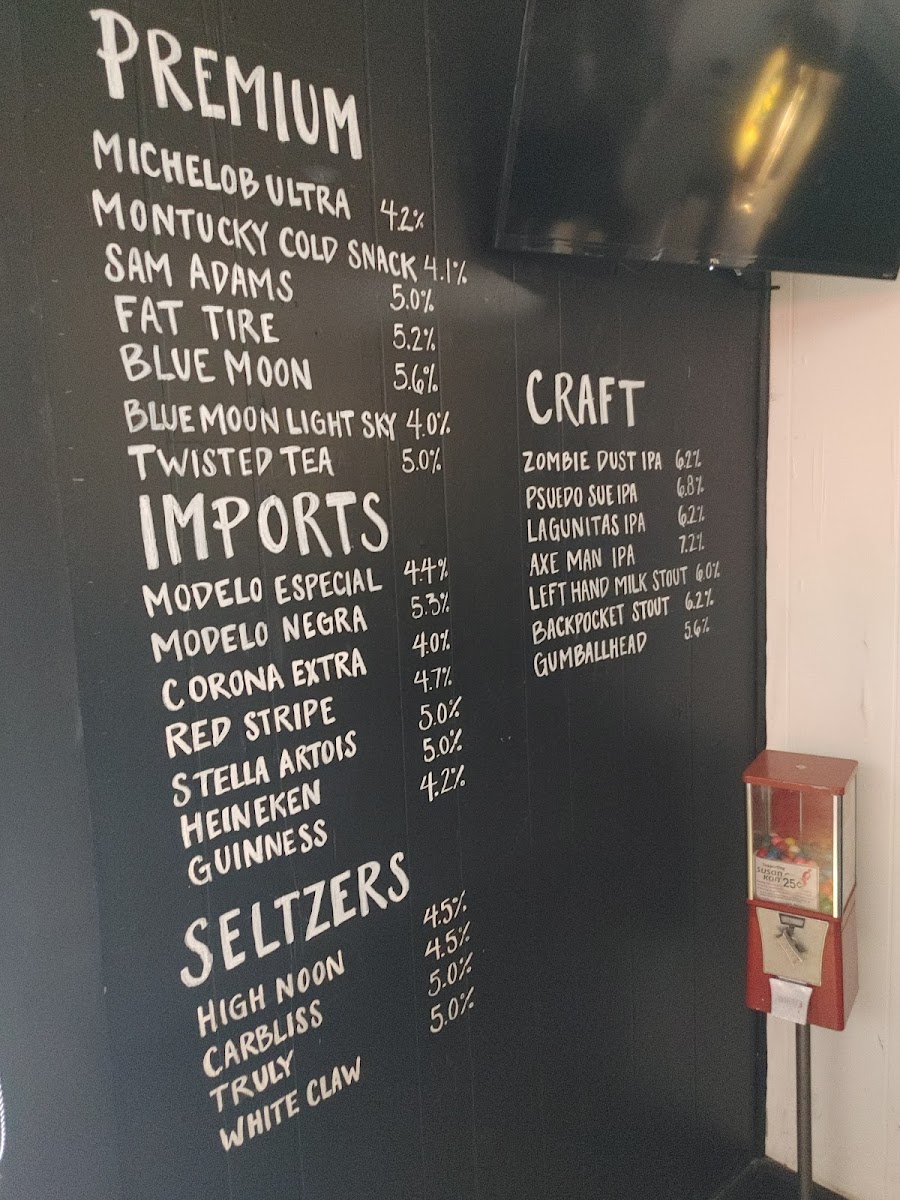 PREMIUM
MICHELOB ULTRA 4.2%
MONTUCKY COLD SNACK 4.1%
SAM ADAMS 5.0%
FAT TIRE 5.2%
BLUE MOON 5.6%
BLUE MOON LIGHT SKY 4.0%
TWISTED TEA 5.0%
IMPORTS
MODELO ESPECIAL 4.4%
MODELO NEGRA 5.3%
CORONA EXTRA 4.0%
RED STRIPE 4.7%
STELLA ARTOIS 5.0%
HEINEKEN 5.0%
GUINNESS 4.2%
SELTZERS
HIGH NOON 4.5%
CARBLISS 4.5%
TRULY 5.0%
WHITE CLAW 5.0%
CRAFT
ZOMBIE DUST IPA 6.2%
PSUEDO SUE IPA 6.8%
LAGUNITAS IPA 6.2%
AXE MAN IPA 7.2%
LEFT HAND MILK STOUT 6.0%
BACKPOCKET STOUT 6.2%
GUMBALLHEAD 5.6%
25¢